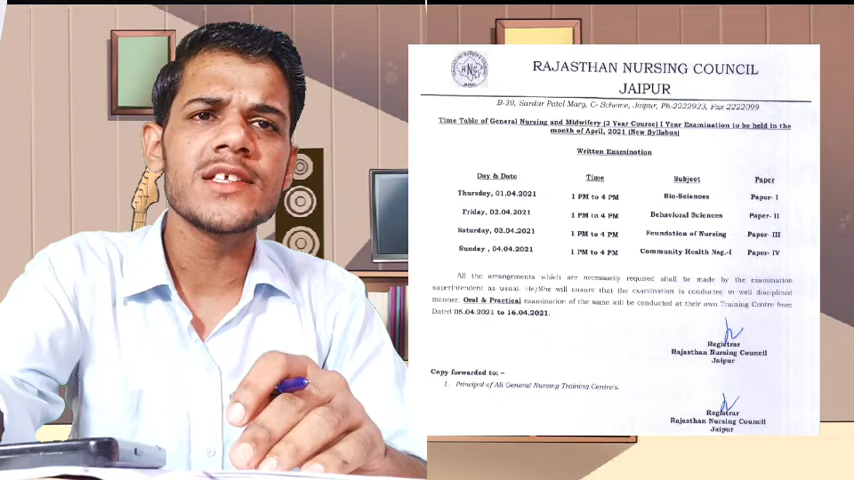 RAJASTHAN NURSING COUNCIL
JAIPUR
B-39, Sardar Patel Marg, C- Scheme, Jaipur, Ph-2222923, Fax 2222099
Time Table of General Nursing and Midwifery (3 Year Course) I Year Examination to be held in the
month of April, 2021 (New Syllabus)
Written Examination
Day & Date Time Subject Paper
Thursday, 01.04.2021 1 PM to 4 PM Bio-Sciences Paper- I
Friday, 02.04.2021 1 PM to 4 PM Behavioral Sciences Paper- II
Saturday, 03.04.2021 1 PM to 4 PM Foundation of Nursing Paper- III
Sunday , 04.04.2021 1 PM to 4 PM Community Health Nsg.-I Paper- IV
All the arrangements which are necessarily required shall be made by the examination
superintendent as usual. He/She will ensure that the examination is conducted in well disciplined
manner. Oral & Practical examination of the same will be conducted at their own Training Centre from
Dated 05.04.2021 to 16.04.2021.
Registrar
Rajasthan Nursing Council
Jaipur
Copy forwarded to: –
1. Principal of All General Nursing Training Centre's.
Registrar
Rajasthan Nursing Council
Jaipur